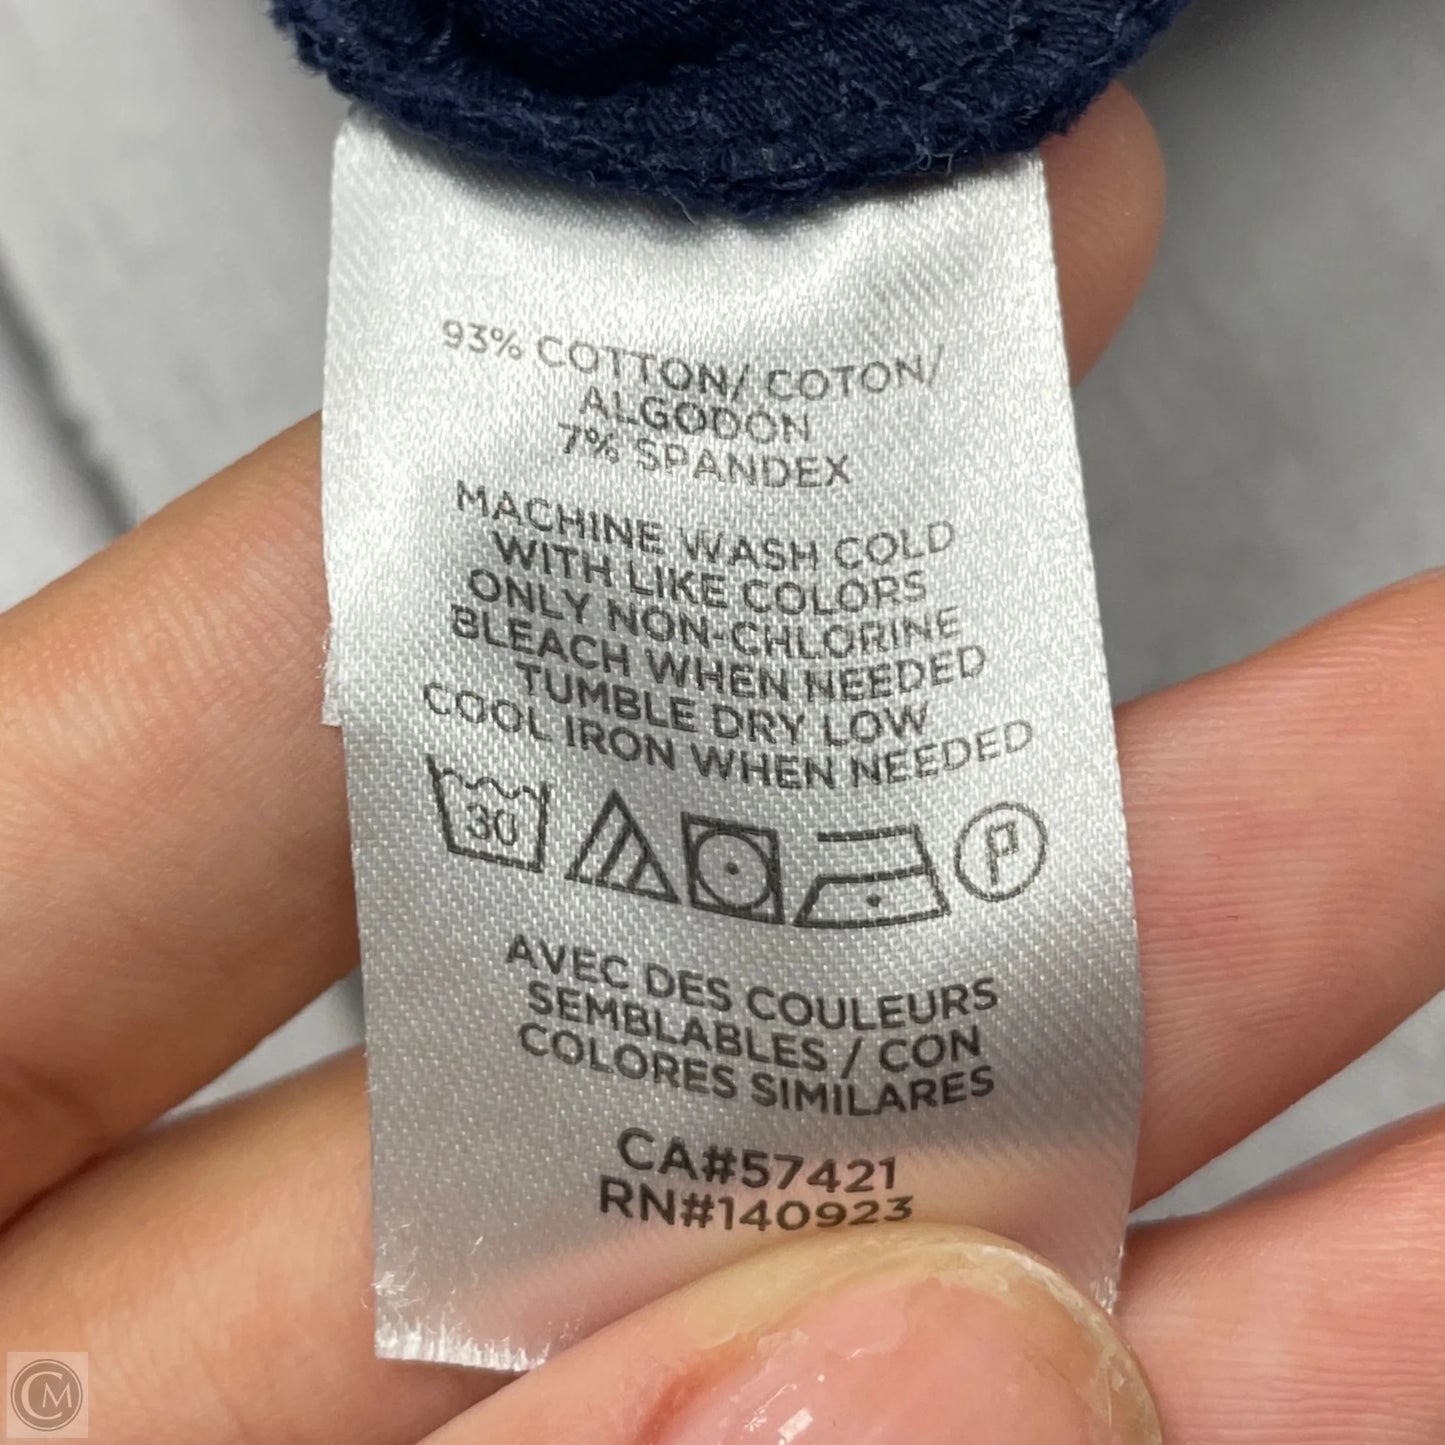 93% COTTON/ COTON/
ALGODON
7% SPANDEX
MACHINE WASH COLD
WITH LIKE COLORS
ONLY NON-CHLORINE
BLEACH WHEN NEEDED
TUMBLE DRY LOW
COOL IRON WHEN NEEDED
30 P
AVEC DES COULEURS
SEMBLABLES / CON
COLORES SIMILARES
CA#57421
RN#140923
CM